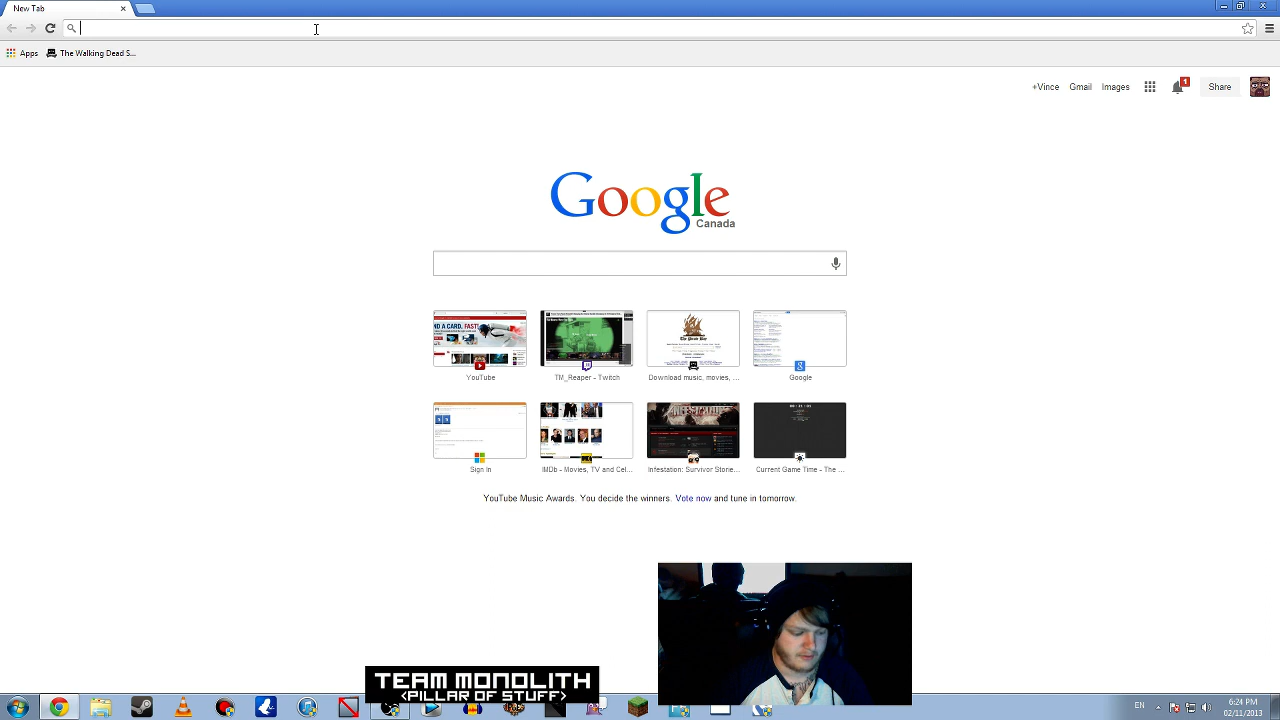 New Tab
Apps
The Walking Dead S...
+Vince
Gmail
Images
1
Share
Google
Canada
YouTube
TM_Reaper - Twitch
Download music, movies, ...
Google
Sign In
IMDb - Movies, TV and Cel...
Infestation: Survivor Storie...
Current Game Time - The ...
YouTube Music Awards. You decide the winners. Vote now and tune in tomorrow.
TEAM MONOLITH
<PILLAR OF STUFF>
EN
6:24 PM
02/11/2013